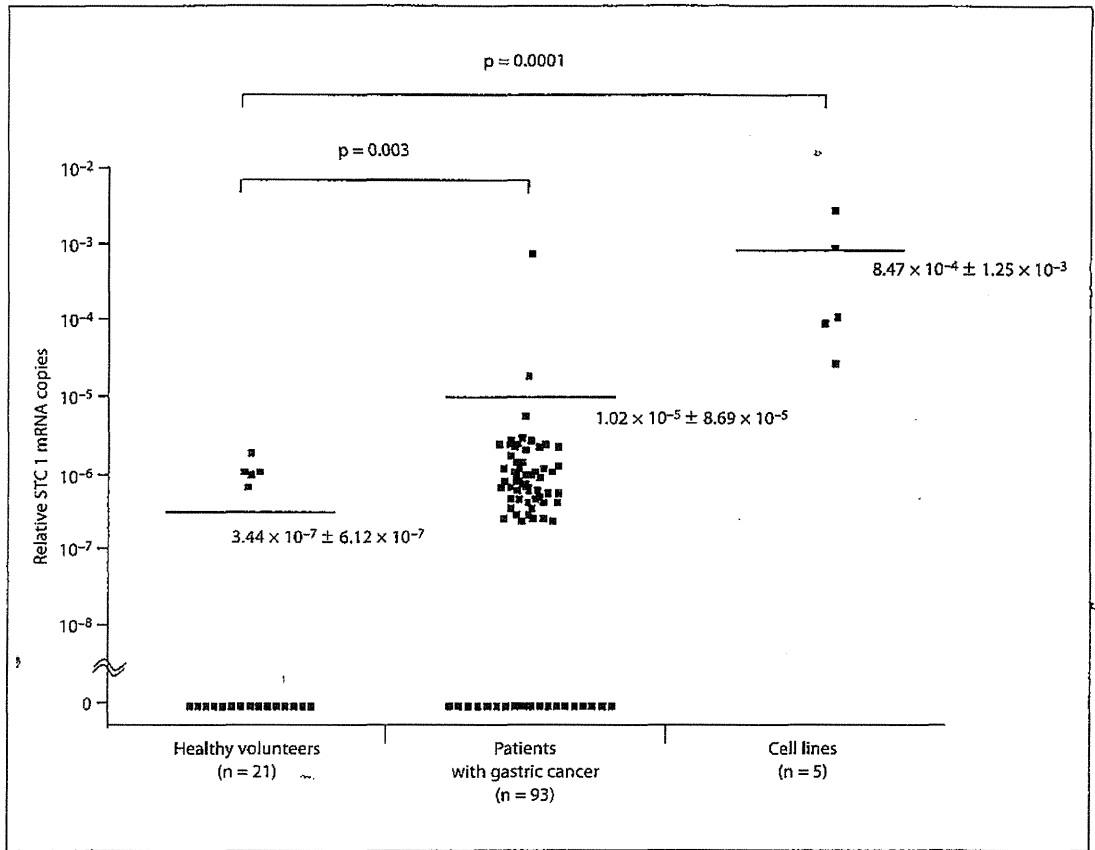 p = 0.0001
p = 0.003
Relative STC 1 mRNA copies
10⁻²
10⁻³
10⁻⁴
10⁻⁵
10⁻⁶
10⁻⁷
10⁻⁸
0
8.47 × 10⁻⁴ ± 1.25 × 10⁻³
1.02 × 10⁻⁵ ± 8.69 × 10⁻⁵
3.44 × 10⁻⁷ ± 6.12 × 10⁻⁷
Healthy volunteers
(n = 21)
Patients
with gastric cancer
(n = 93)
Cell lines
(n = 5)